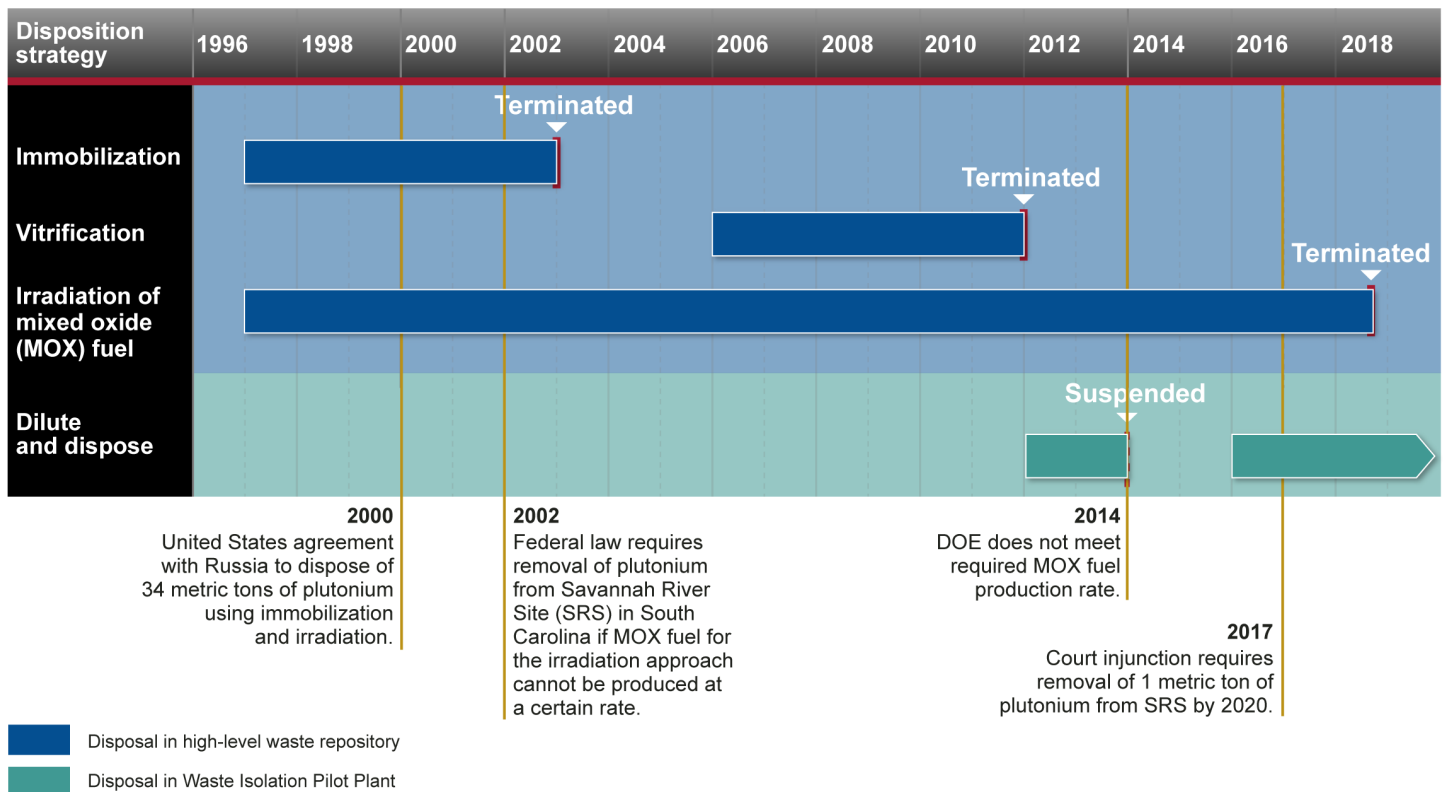 Disposition
strategy
1996 1998 2000 2002 2004 2006 2008 2010 2012 2014 2016 2018
Terminated
Immobilization
Terminated
Vitrification
Terminated
Irradiation of
mixed oxide
(MOX) fuel
Suspended
Dilute
and dispose
2000
United States agreement
with Russia to dispose of
34 metric tons of plutonium
using immobilization
and irradiation.
2002
Federal law requires
removal of plutonium
from Savannah River
Site (SRS) in South
Carolina if MOX fuel for
the irradiation approach
cannot be produced at
a certain rate.
2014
DOE does not meet
required MOX fuel
production rate.
2017
Court injunction requires
removal of 1 metric ton of
plutonium from SRS by 2020.
Disposal in high-level waste repository
Disposal in Waste Isolation Pilot Plant